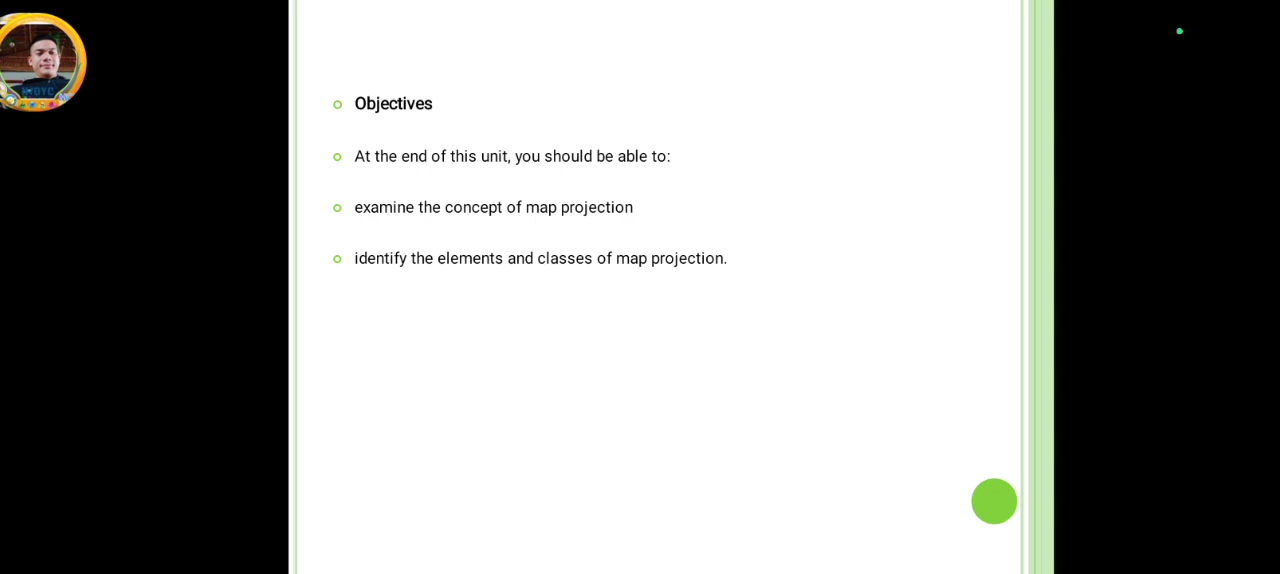 Objectives
At the end of this unit, you should be able to:
examine the concept of map projection
identify the elements and classes of map projection.